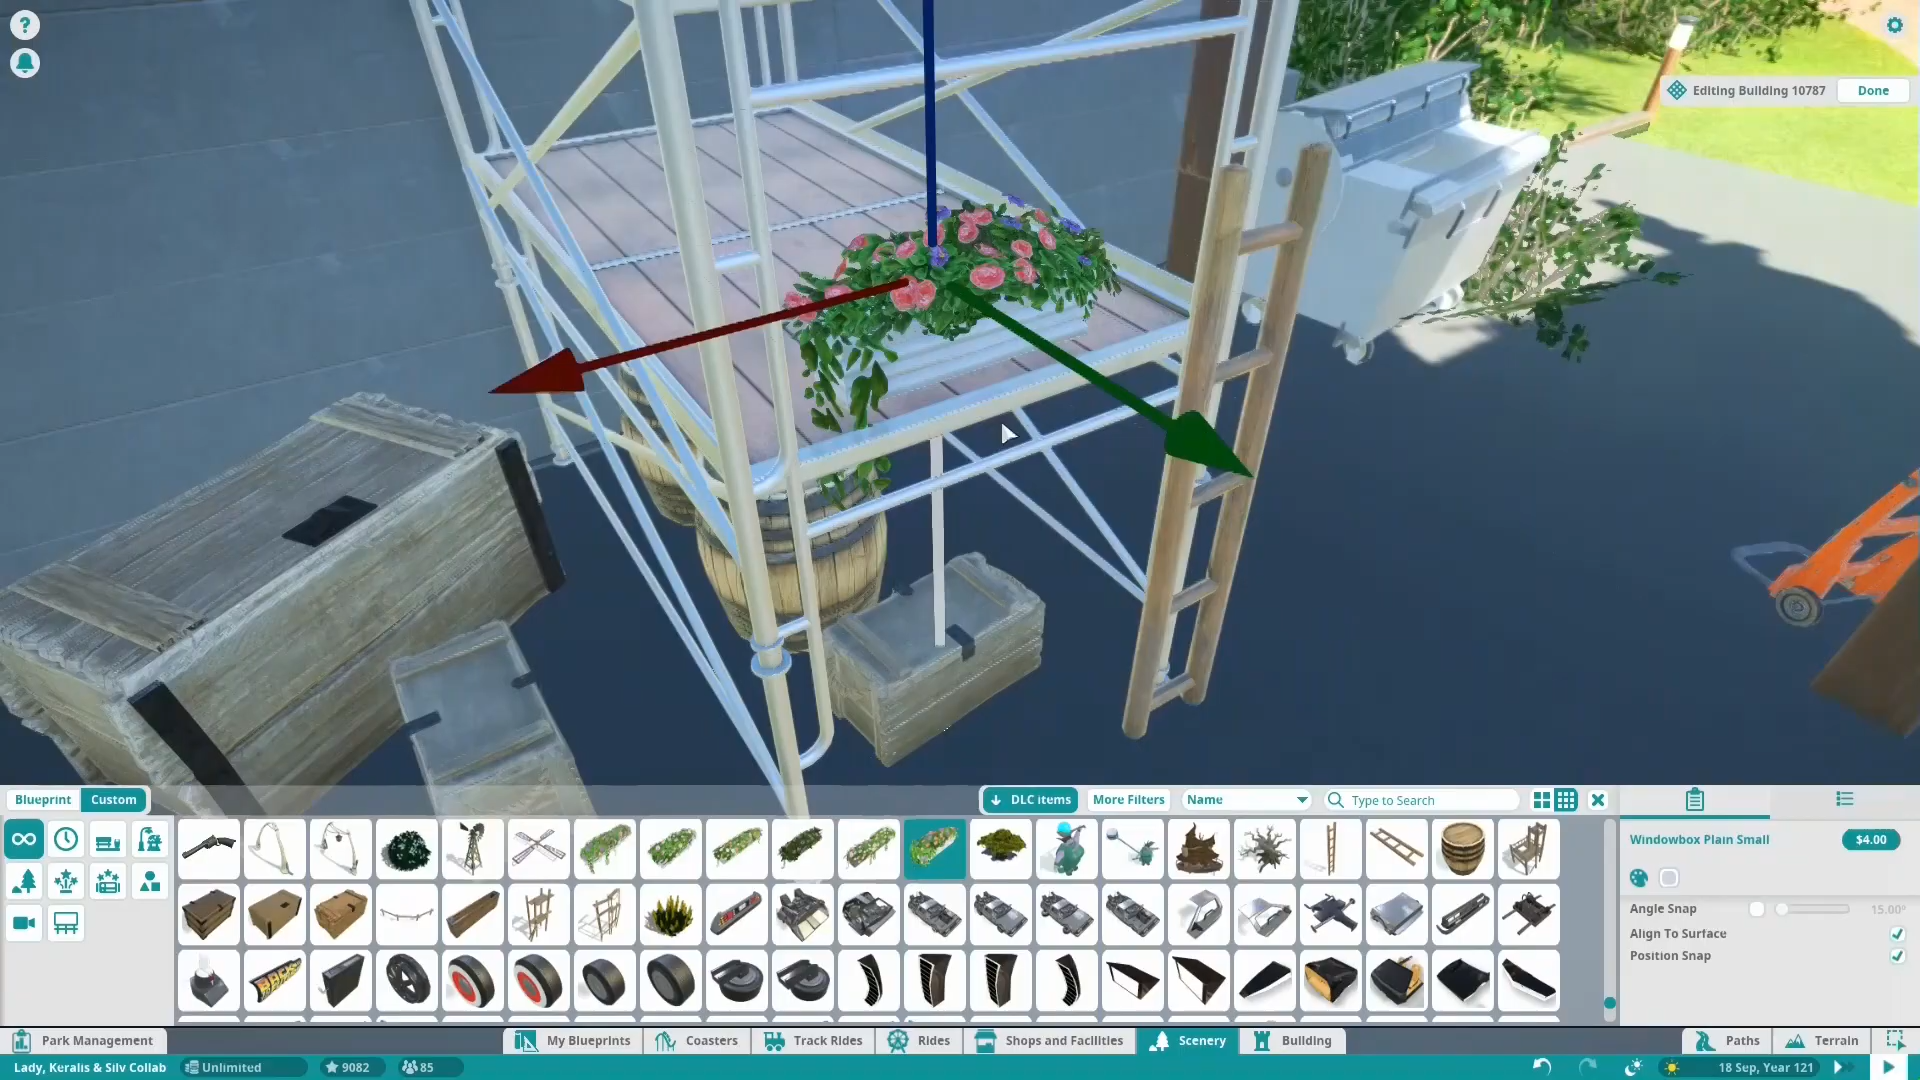 ?
Editing Building 10787
Done
Blueprint
Custom
DLC items
More Filters
Name
Type to Search
Windowbox Plain Small
$4.00
Angle Snap
15.00°
Align To Surface
Position Snap
Park Management
My Blueprints
Coasters
Track Rides
Rides
Shops and Facilities
Scenery
Building
Paths
Terrain
Lady, Keralis & Silv Collab
Unlimited
9082
85
18 Sep, Year 121